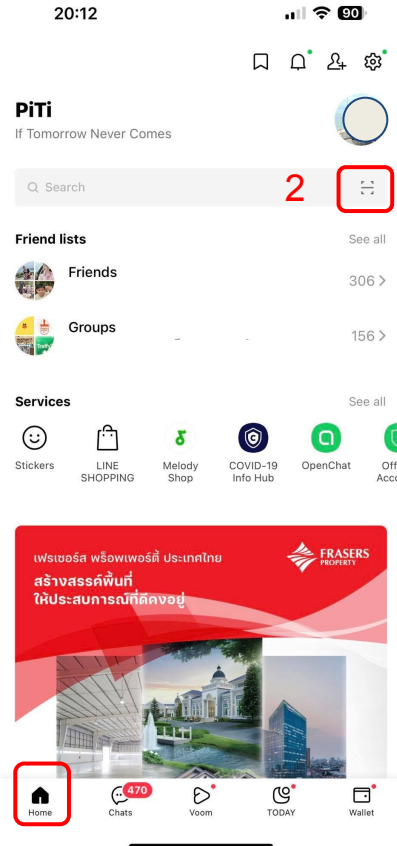 20:12
90
PiTi
If Tomorrow Never Comes
Search
2
Friend lists
See all
Friends
306 >
Groups
156 >
Services
See all
Stickers
LINE SHOPPING
Melody Shop
COVID-19 Info Hub
OpenChat
Off
Acco
เฟรเซอร์ส พร็อพเพอร์ตี้ ประเทศไทย
FRASERS
PROPERTY
สร้างสรรค์พื้นที่
ให้ประสบการณ์ที่ดีคงอยู่
Home
470
Chats
Voom
TODAY
Wallet